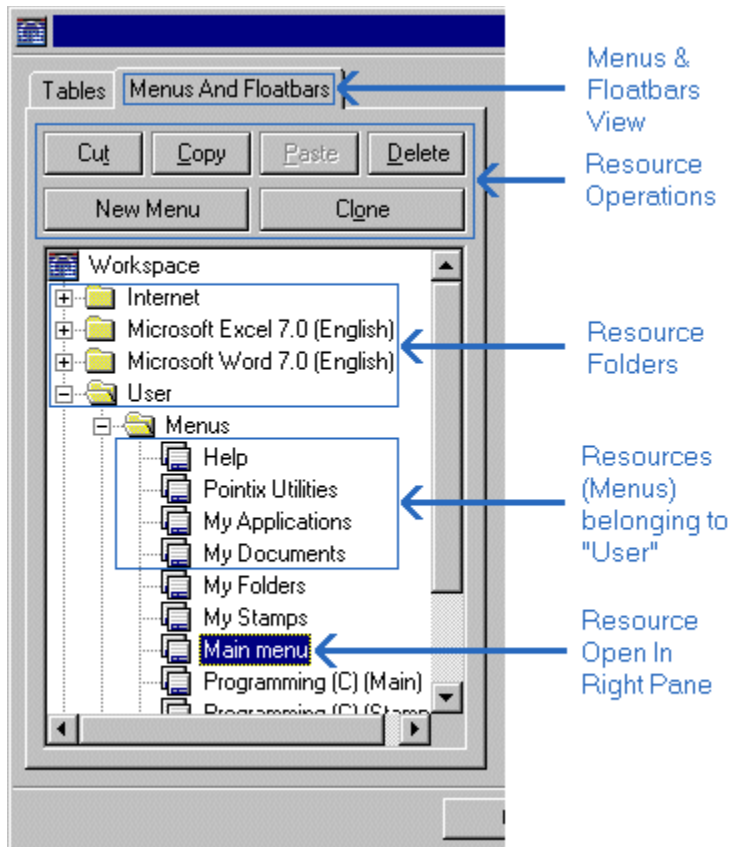 Tables
Menus And Floatbars
Menus &
Floatbars
View
Cut
Copy
Paste
Delete
New Menu
Clone
Resource
Operations
Workspace
Internet
Microsoft Excel 7.0 (English)
Microsoft Word 7.0 (English)
User
Resource
Folders
Menus
Help
Pointix Utilities
My Applications
My Documents
Resources
(Menus)
belonging to
"User"
My Folders
My Stamps
Main menu
Resource
Open In
Right Pane
Programming (C) (Main)
Programming (C) (Stamp